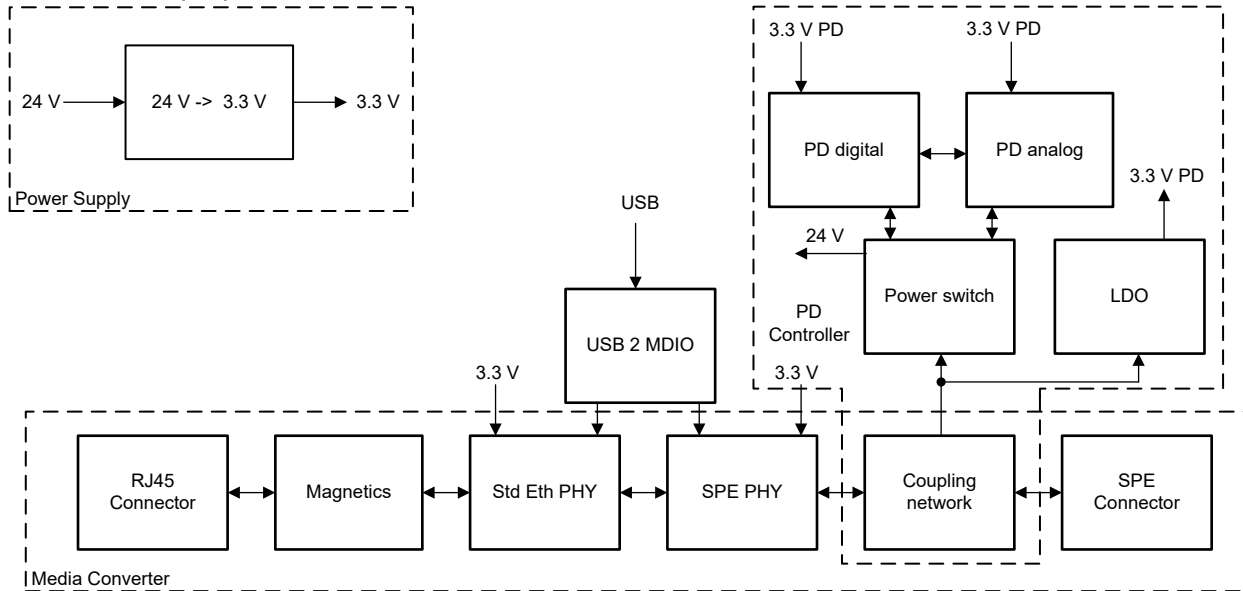 24 V
24 V -> 3.3 V
3.3 V
Power Supply
3.3 V PD
3.3 V PD
PD digital
PD analog
3.3 V PD
24 V
Power switch
LDO
PD
Controller
USB
USB 2 MDIO
3.3 V
3.3 V
RJ45
Connector
Magnetics
Std Eth PHY
SPE PHY
Coupling
network
SPE
Connector
Media Converter